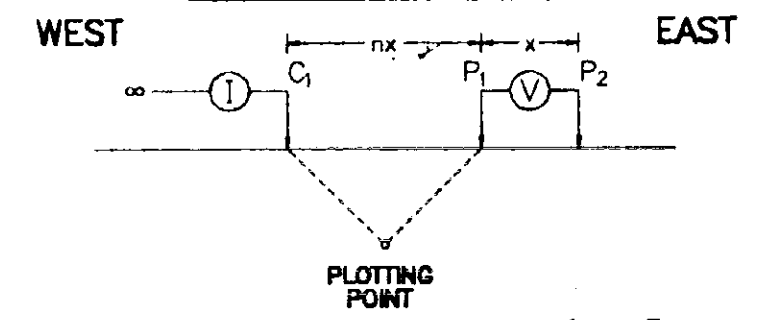 WEST
EAST
nx
x
∞
I
C₁
P₁
V
P₂
PLOTTING
POINT